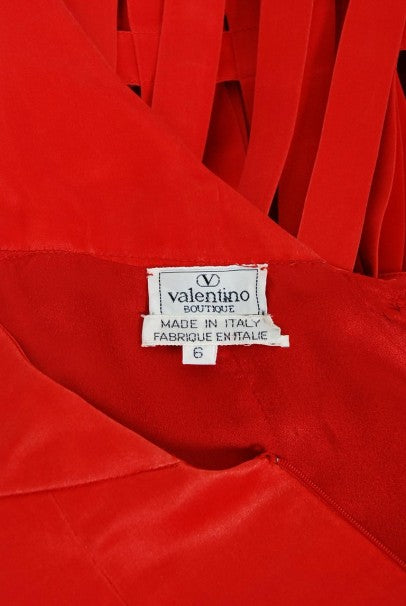 V
valentino
BOUTIQUE
MADE IN ITALY
FABRIQUE EN ITALIE
6